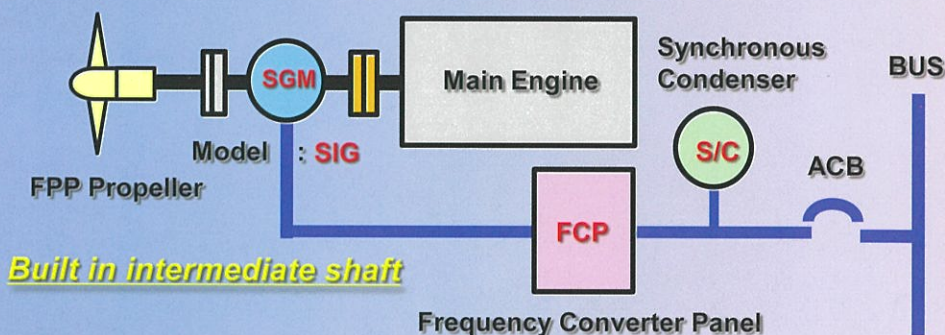 Synchronous
Condenser
BUS
SGM
Main Engine
Model : SIG
S/C
ACB
FPP Propeller
FCP
Built in intermediate shaft
Frequency Converter Panel